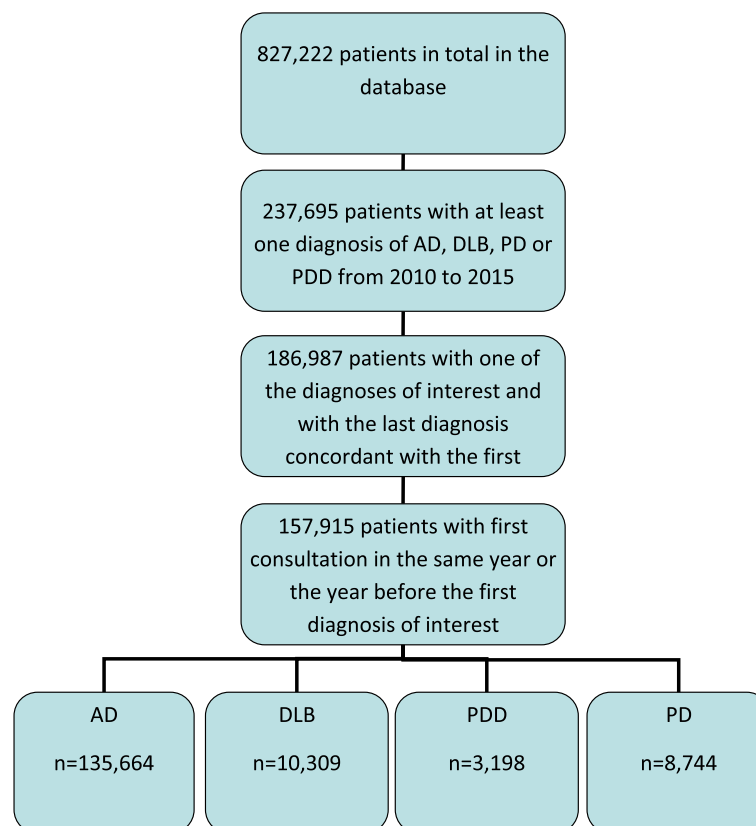 827,222 patients in total in the
database
237,695 patients with at least
one diagnosis of AD, DLB, PD or
PDD from 2010 to 2015
186,987 patients with one of
the diagnoses of interest and
with the last diagnosis
concordant with the first
157,915 patients with first
consultation in the same year or
the year before the first
diagnosis of interest
AD
n=135,664
DLB
n=10,309
PDD
n=3,198
PD
n=8,744